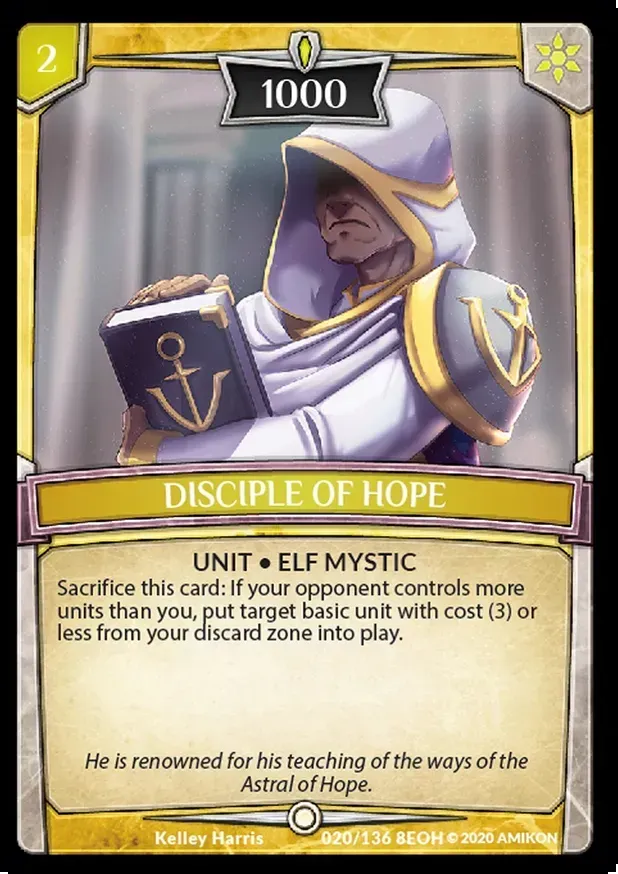 2
1000
DISCIPLE OF HOPE
UNIT • ELF MYSTIC
Sacrifice this card: If your opponent controls more
units than you, put target basic unit with cost (3) or
less from your discard zone into play.
He is renowned for his teaching of the ways of the
Astral of Hope.
Kelley Harris 020/136 8EOH © 2020 AMIKON